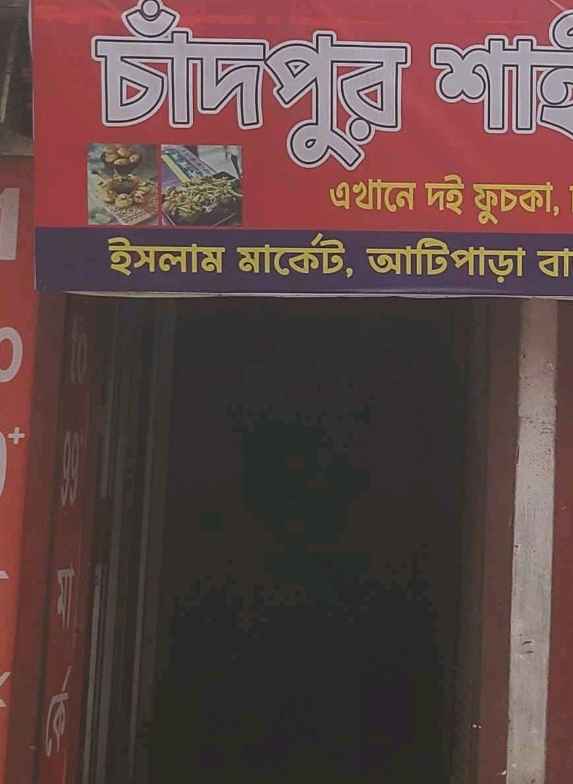 চাঁদপুর শাহ
এখানে দই ফুচকা,
ইসলাম মার্কেট, আটিপাড়া বা